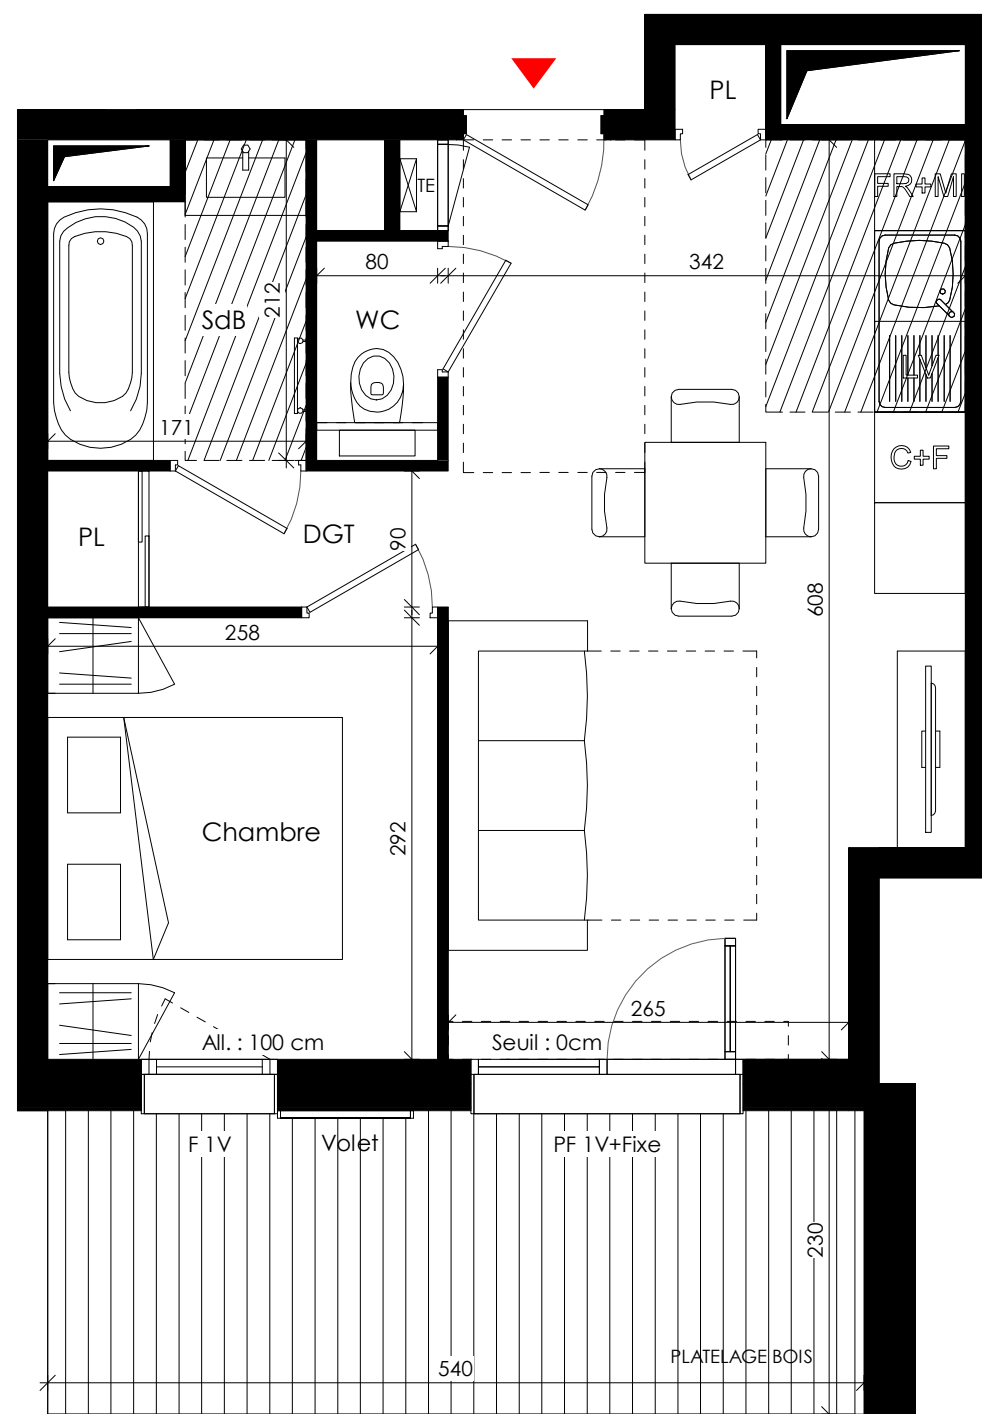 PL
TE
FR+MI
80
342
212
SdB
WC
LV
171
C+F
PL
DGT
90
608
258
Chambre
292
265
All. : 100 cm
Seuil : 0cm
F 1V
Volet
PF 1V+Fixe
230
PLATELAGE BOIS
540